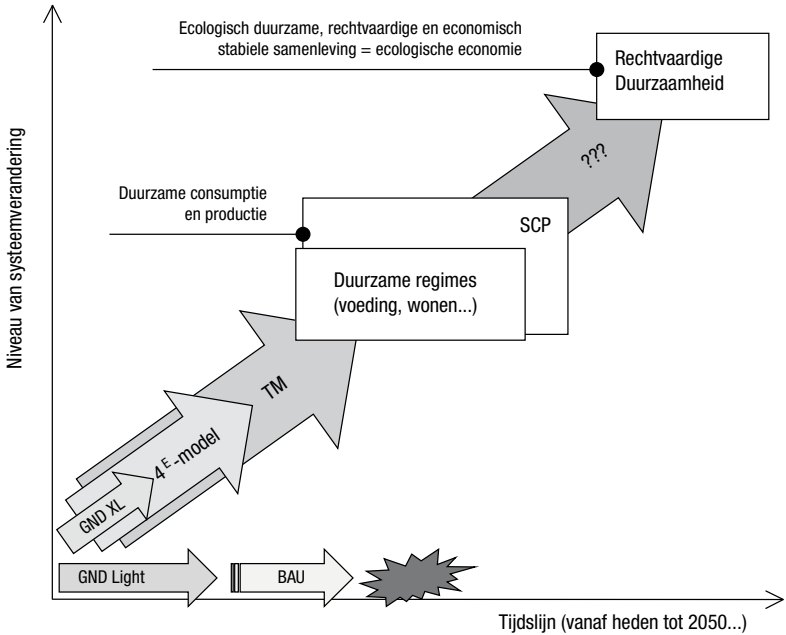 Ecologisch duurzame, rechtvaardige en economisch
stabiele samenleving = ecologische economie
Rechtvaardige
Duurzaamheid
???
Niveau van systeemverandering
Duurzame consumptie
en productie
SCP
Duurzame regimes
(voeding, wonen...)
TM
4 E -model
GND XL
GND Light
BAU
Tijdslijn (vanaf heden tot 2050...)